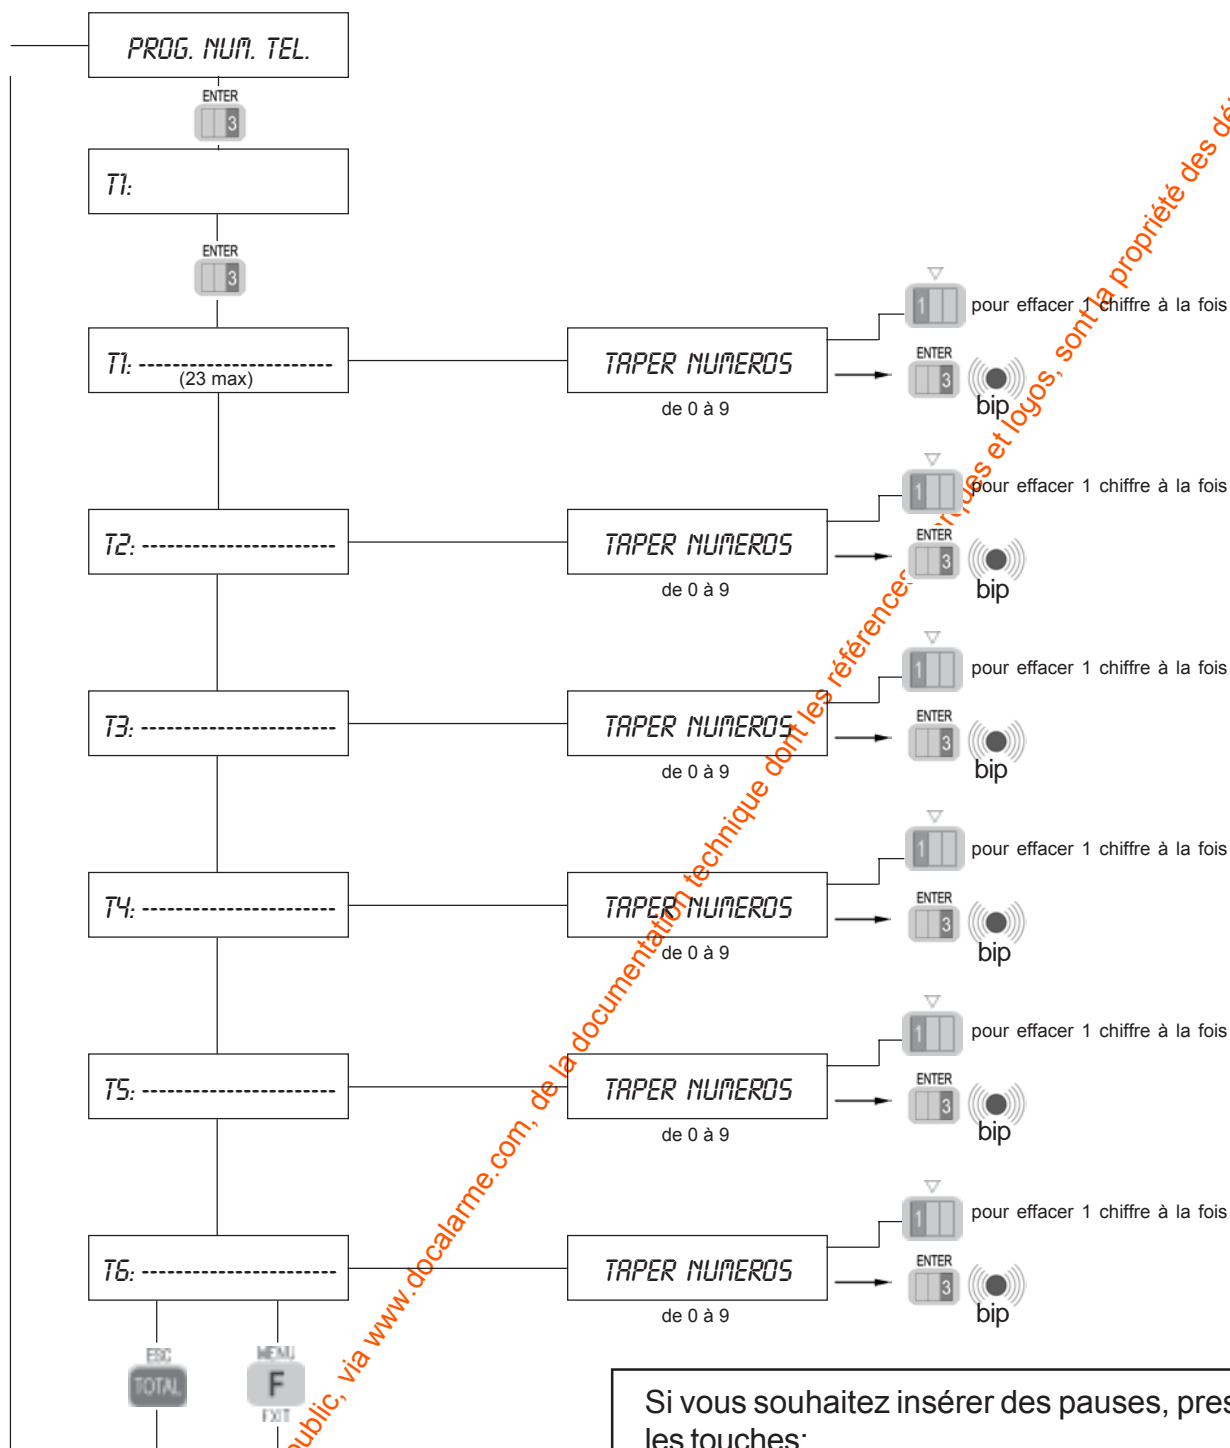 PROG. NUM. TEL.
ENTER
3
T1:
ENTER
3
T1: ----------------------
(23 max)
TAPER NUMEROS
de 0 à 9
1
pour effacer 1 chiffre à la fois
ENTER
3
bip
T2: ----------------------
TAPER NUMEROS
de 0 à 9
1
pour effacer 1 chiffre à la fois
ENTER
3
bip
T3: ----------------------
TAPER NUMEROS
de 0 à 9
1
pour effacer 1 chiffre à la fois
ENTER
3
bip
T4: ----------------------
TAPER NUMEROS
de 0 à 9
1
pour effacer 1 chiffre à la fois
ENTER
3
bip
T5: ----------------------
TAPER NUMEROS
de 0 à 9
1
pour effacer 1 chiffre à la fois
ENTER
3
bip
T6: ----------------------
TAPER NUMEROS
de 0 à 9
1
pour effacer 1 chiffre à la fois
ENTER
3
bip
ESC
TOTAL
MENU
F
EXIT
Si vous souhaitez insérer des pauses, pres
les touches:
public, via www.docalarme.com, de la documentation technique dont les références, marques et logos, sont la propriété des dé